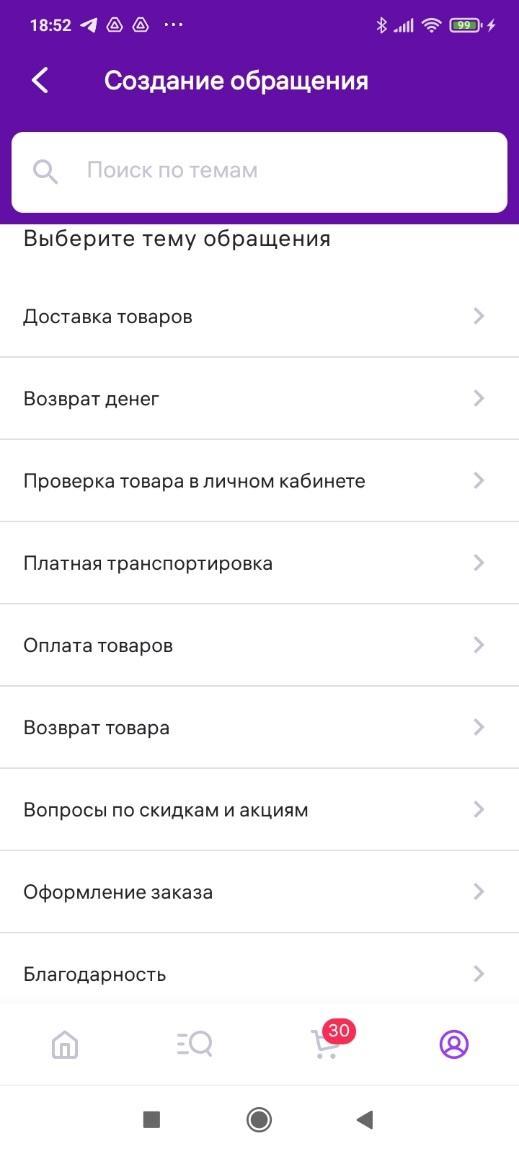 18:52 ... 99
Создание обращения
Поиск по темам
Выберите тему обращения
Доставка товаров
Возврат денег
Проверка товара в личном кабинете
Платная транспортировка
Оплата товаров
Возврат товара
Вопросы по скидкам и акциям
Оформление заказа
Благодарность
30